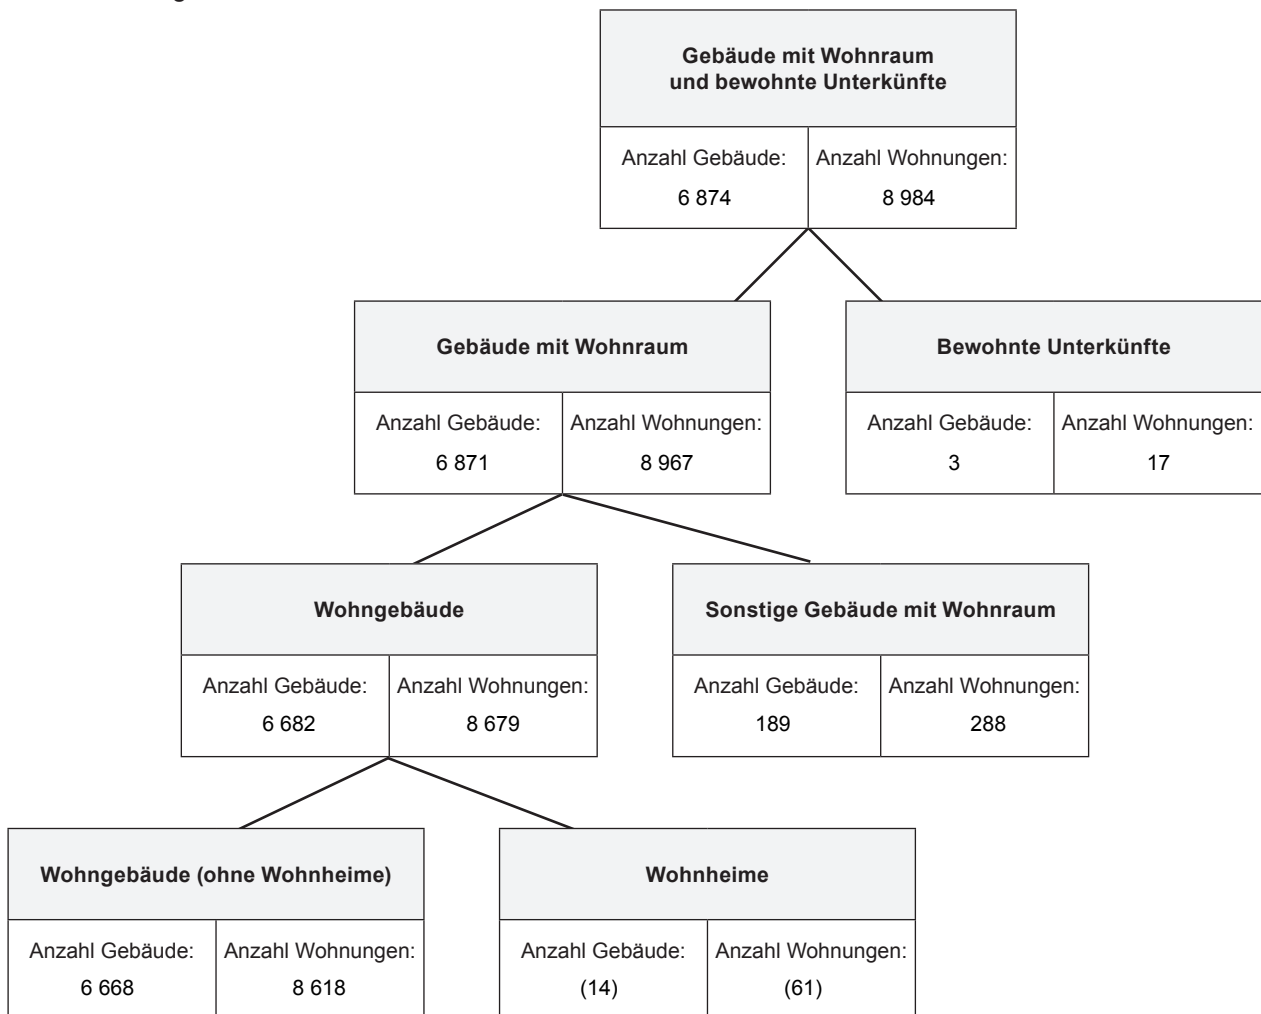 Gebäude mit Wohnraum
und bewohnte Unterkünfte
Anzahl Gebäude: Anzahl Wohnungen:
6 874 8 984
Gebäude mit Wohnraum Bewohnte Unterkünfte
Anzahl Gebäude: Anzahl Wohnungen: Anzahl Gebäude: Anzahl Wohnungen:
6 871 8 967 3 17
Wohngebäude Sonstige Gebäude mit Wohnraum
Anzahl Gebäude: Anzahl Wohnungen: Anzahl Gebäude: Anzahl Wohnungen:
6 682 8 679 189 288
Wohngebäude (ohne Wohnheime) Wohnheime
Anzahl Gebäude: Anzahl Wohnungen: Anzahl Gebäude: Anzahl Wohnungen:
6 668 8 618 (14) (61)